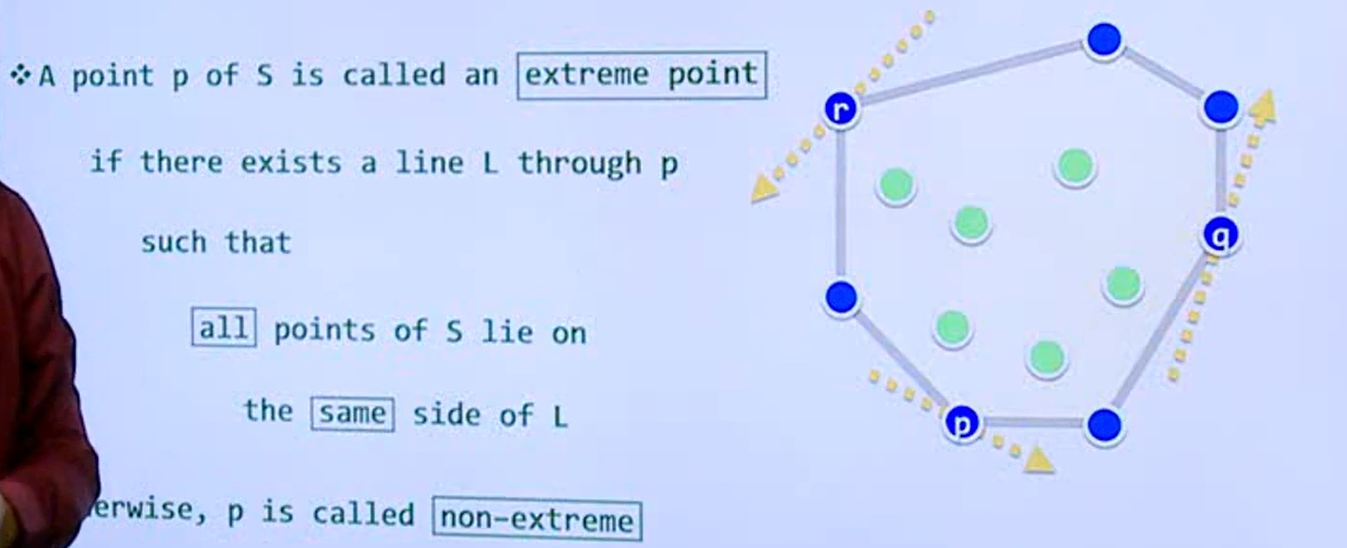 ❖A point p of S is called an extreme point
if there exists a line L through p
such that
all points of S lie on
the same side of L
erwise, p is called non-extreme
r
q
p